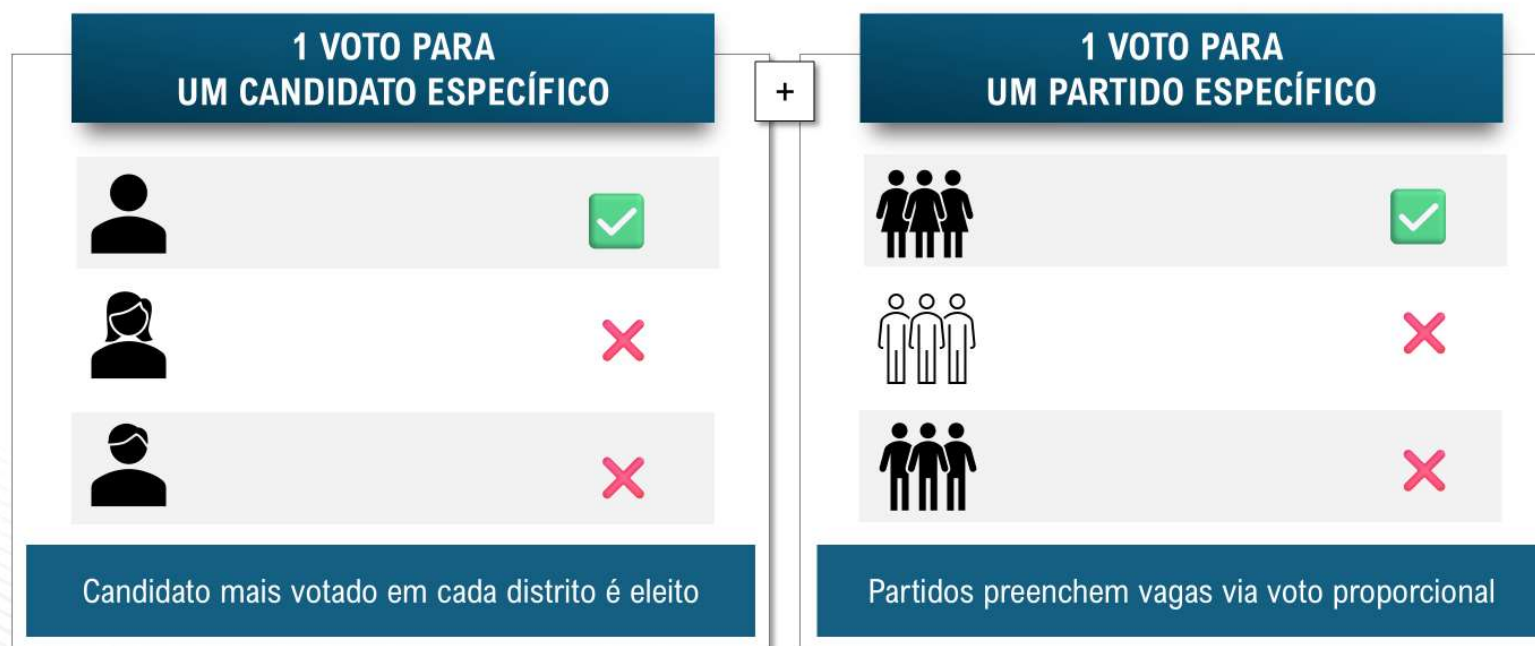 1 VOTO PARA
UM CANDIDATO ESPECÍFICO
+
1 VOTO PARA
UM PARTIDO ESPECÍFICO
Candidato mais votado em cada distrito é eleito
Partidos preenchem vagas via voto proporcional